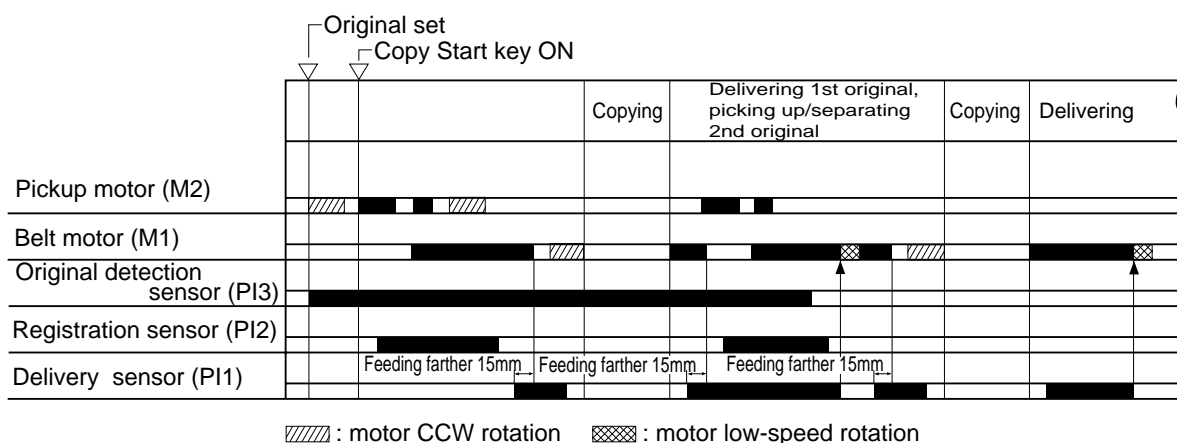 Original set
Copy Start key ON
Copying
Delivering 1st original,
picking up/separating
2nd original
Copying
Delivering
Pickup motor (M2)
Belt motor (M1)
Original detection
sensor (PI3)
Registration sensor (PI2)
Feeding farther 15mm
Feeding farther 15mm
Feeding farther 15mm
Delivery sensor (PI1)
: motor CCW rotation
: motor low-speed rotation